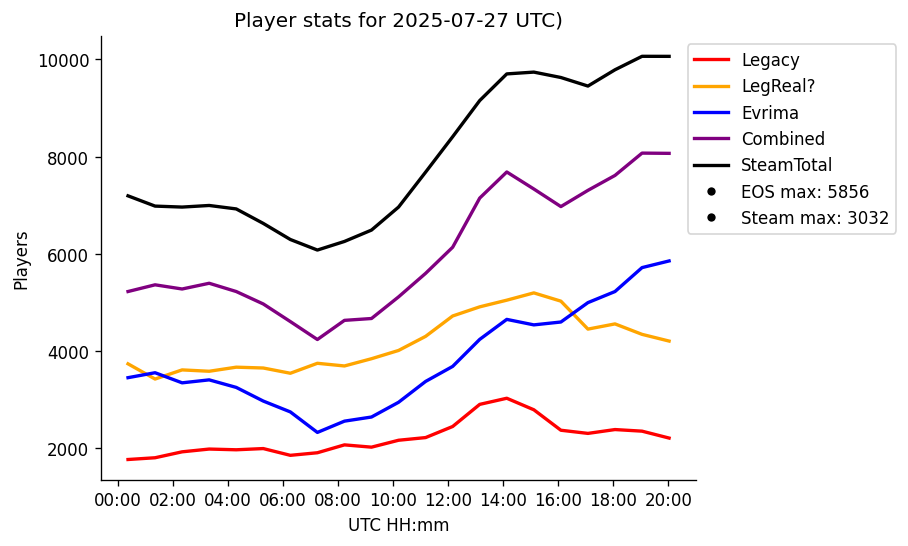 Player stats for 2025-07-27 UTC)
10000
8000
6000
4000
2000
Players
00:00 02:00 04:00 06:00 08:00 10:00 12:00 14:00 16:00 18:00 20:00
UTC HH:mm
Legacy
LegReal?
Evrima
Combined
SteamTotal
EOS max: 5856
Steam max: 3032